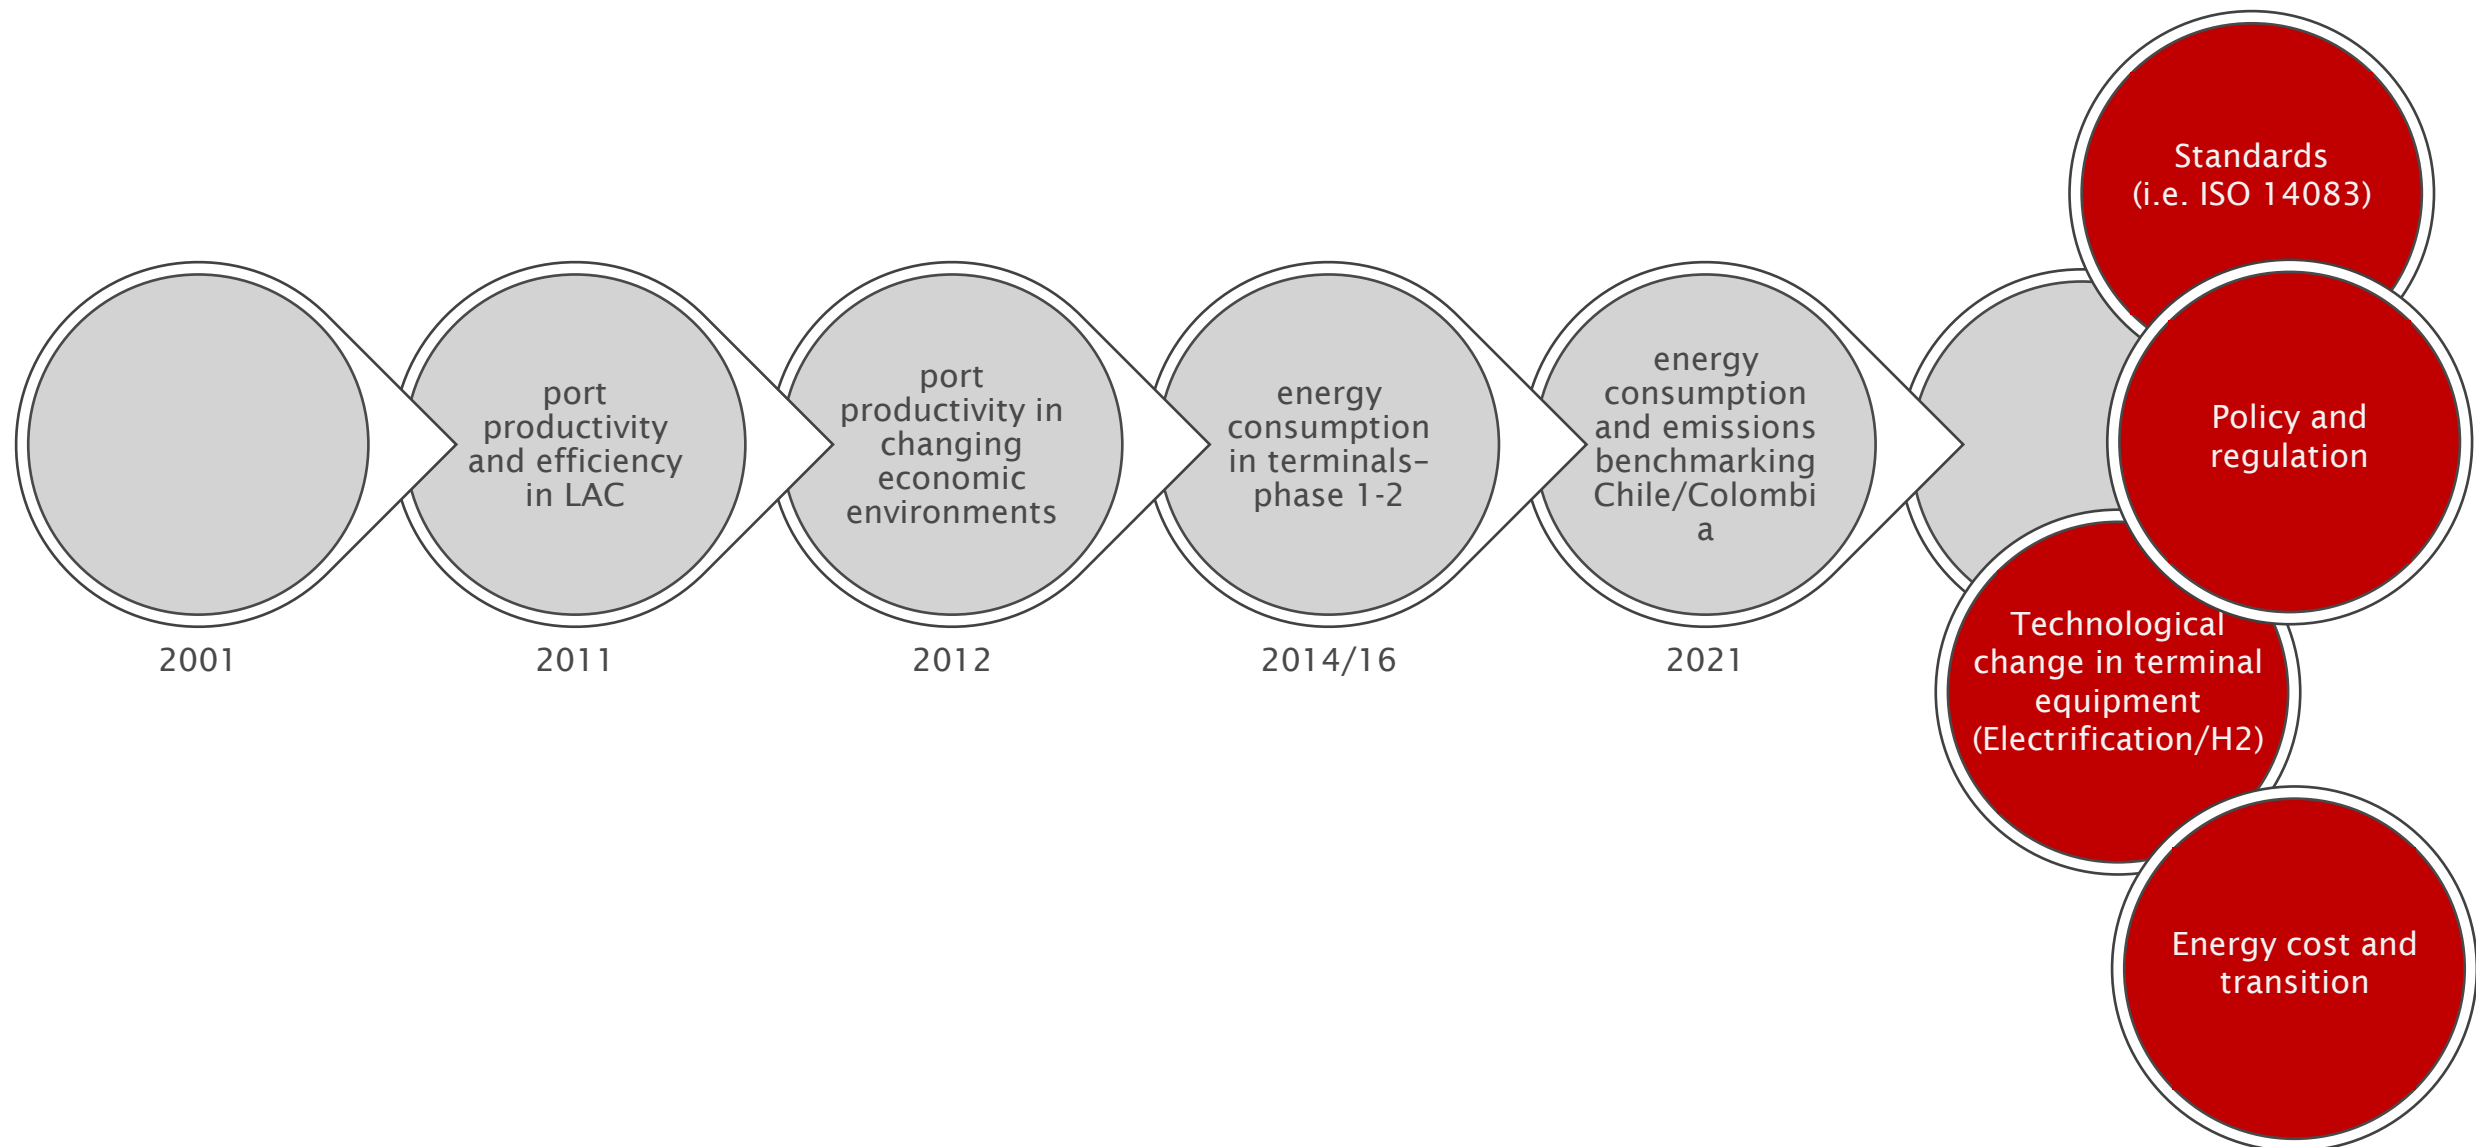 port
productivity
and efficiency
in LAC
port
productivity in
changing
economic
environments
energy
consumption
in terminals–
phase 1-2
energy
consumption
and emissions
benchmarking
Chile/Colombi
a
2001
2011
2012
2014/16
2021
Standards
(i.e. ISO 14083)
Policy and
regulation
Technological
change in terminal
equipment
(Electrification/H2)
Energy cost and
transition